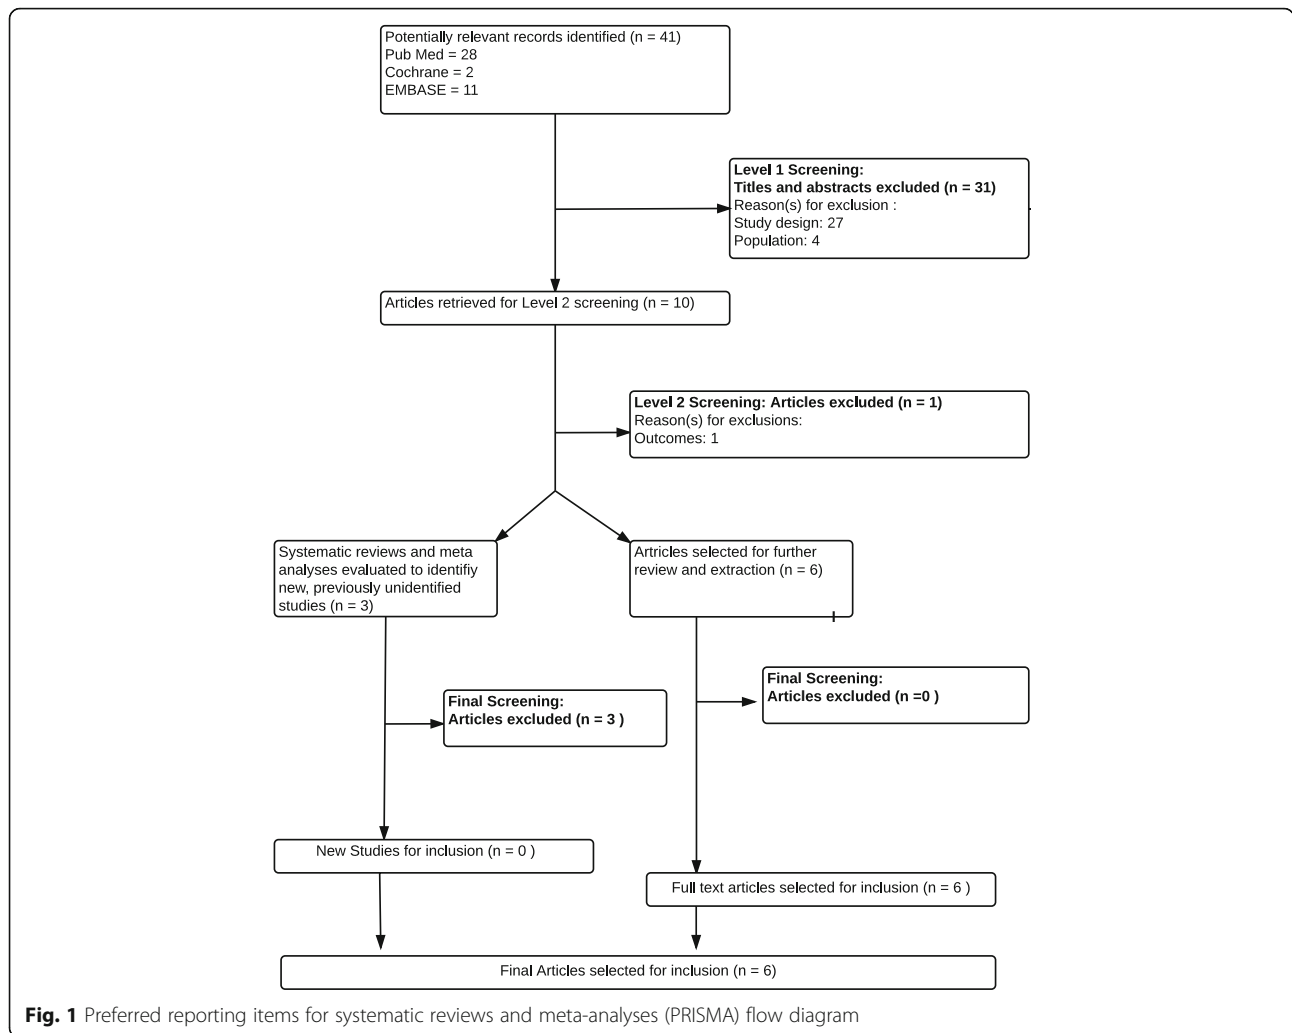 Potentially relevant records identified (n = 41)
Pub Med = 28
Cochrane = 2
EMBASE = 11
Level 1 Screening:
Titles and abstracts excluded (n = 31)
Reason(s) for exclusion :
Study design: 27
Population: 4
Articles retrieved for Level 2 screening (n = 10)
Level 2 Screening: Articles excluded (n = 1)
Reason(s) for exclusions:
Outcomes: 1
Systematic reviews and meta
analyses evaluated to identifiy
new, previously unidentified
studies (n = 3)
Artricles selected for further
review and extraction (n = 6)
Final Screening:
Articles excluded (n =0 )
Final Screening:
Articles excluded (n = 3 )
New Studies for inclusion (n = 0 )
Full text articles selected for inclusion (n = 6 )
Final Articles selected for inclusion (n = 6)
Fig. 1 Preferred reporting items for systematic reviews and meta-analyses (PRISMA) flow diagram